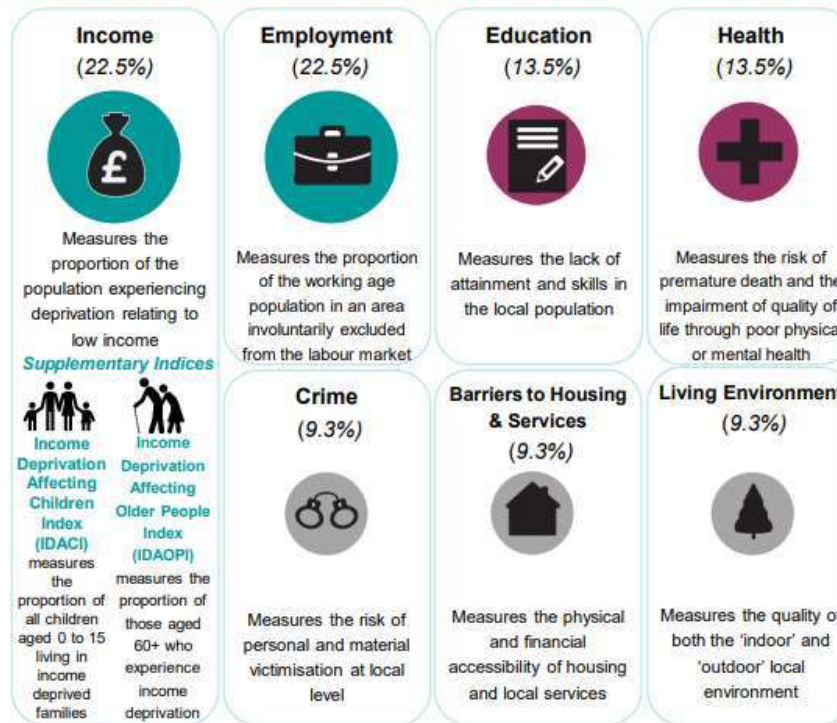 Income
(22.5%)
£
Measures the
proportion of the
population experiencing
deprivation relating to
low income
Supplementary Indices
Income
Deprivation
Affecting
Children
Index
(IDACI)
measures
the
proportion of
all children
aged 0 to 15
living in
income
deprived
families
Income
Deprivation
Affecting
Older People
Index
(IDAOPI)
measures the
proportion of
those aged
60+ who
experience
income
deprivation
Employment
(22.5%)
Measures the proportion
of the working age
population in an area
involuntarily excluded
from the labour market
Education
(13.5%)
Measures the lack of
attainment and skills in
the local population
Health
(13.5%)
Measures the risk of
premature death and the
impairment of quality of
life through poor physica
or mental health
Crime
(9.3%)
Measures the risk of
personal and material
victimisation at local
level
Barriers to Housing
& Services
(9.3%)
Measures the physical
and financial
accessibility of housing
and local services
Living Environment
(9.3%)
Measures the quality of
both the ‘indoor’ and
‘outdoor’ local
environment